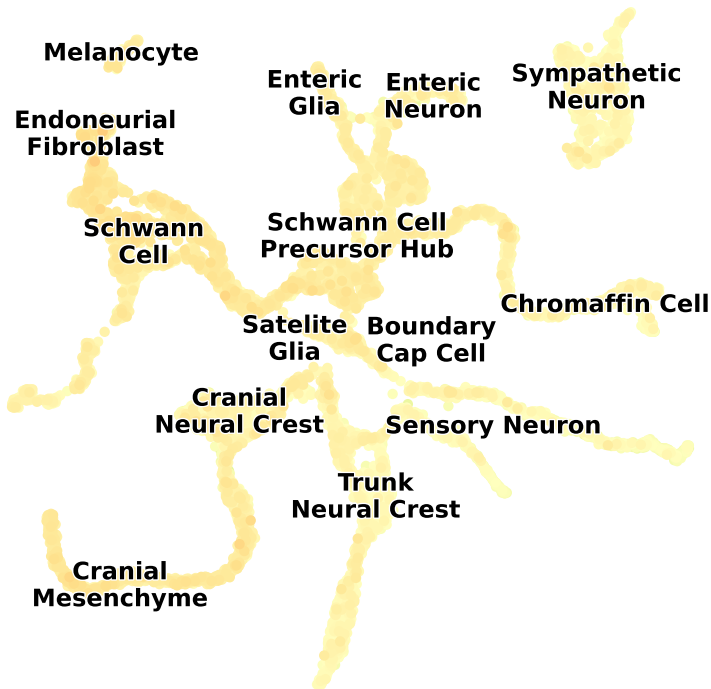 Melanocyte
Enteric
Glia
Enteric
Neuron
Sympathetic
Neuron
Endoneurial
Fibroblast
Schwann
Cell
Schwann Cell
Precursor Hub
Chromaffin Cell
Satelite
Glia
Boundary
Cap Cell
Cranial
Neural Crest
Sensory Neuron
Trunk
Neural Crest
Cranial
Mesenchyme